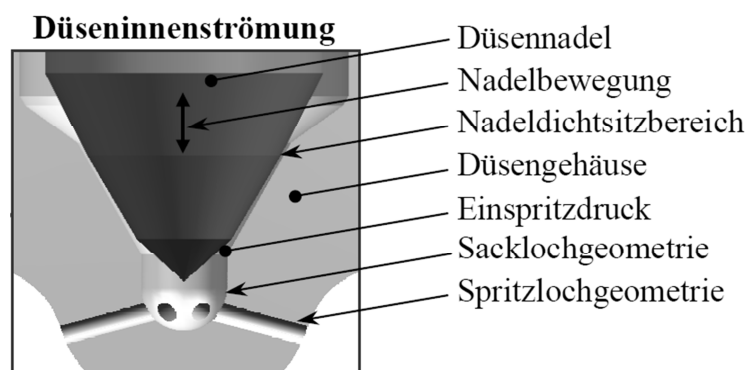 Düseninnenströmung
Düsennadel
Nadelbewegung
Nadeldichtsitzbereich
Düsengehäuse
Einspritzdruck
Sacklochgeometrie
Spritzlochgeometrie